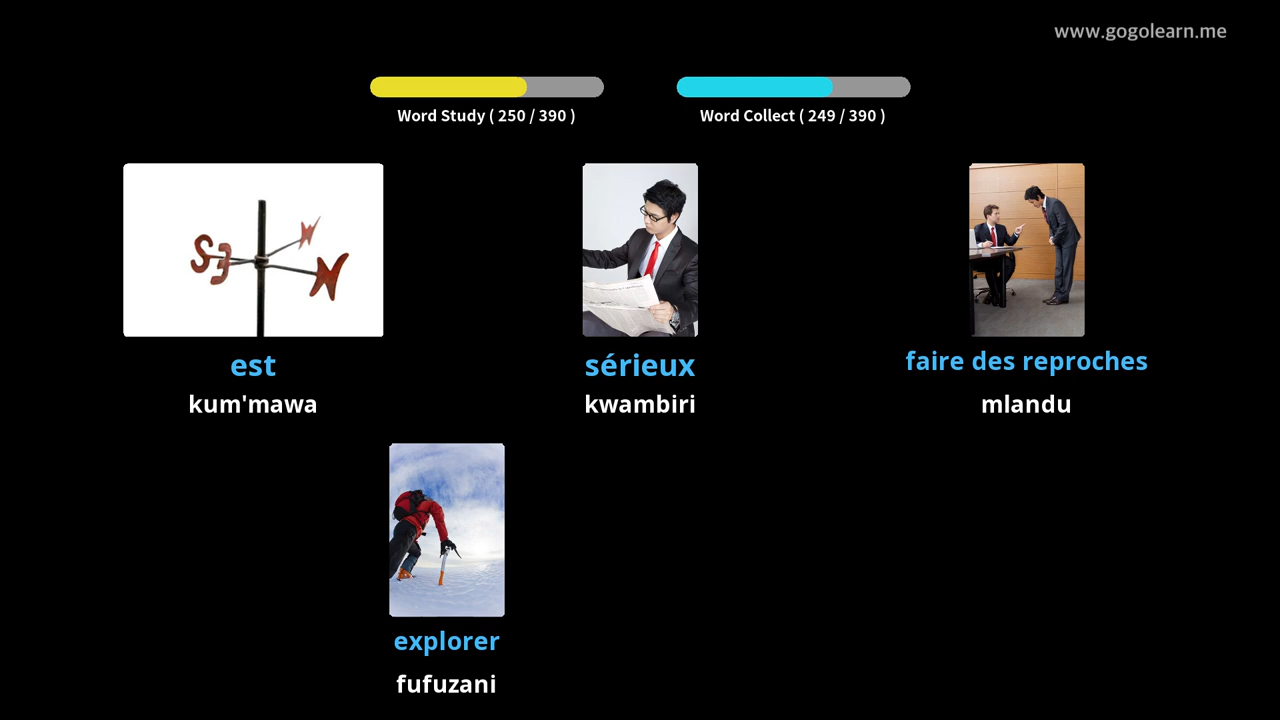 www.gogolearn.me
Word Study ( 250 / 390 )
Word Collect ( 249 / 390 )
S E N N
est
sérieux
faire des reproches
kum'mawa
kwambiri
mlandu
explorer
fufuzani